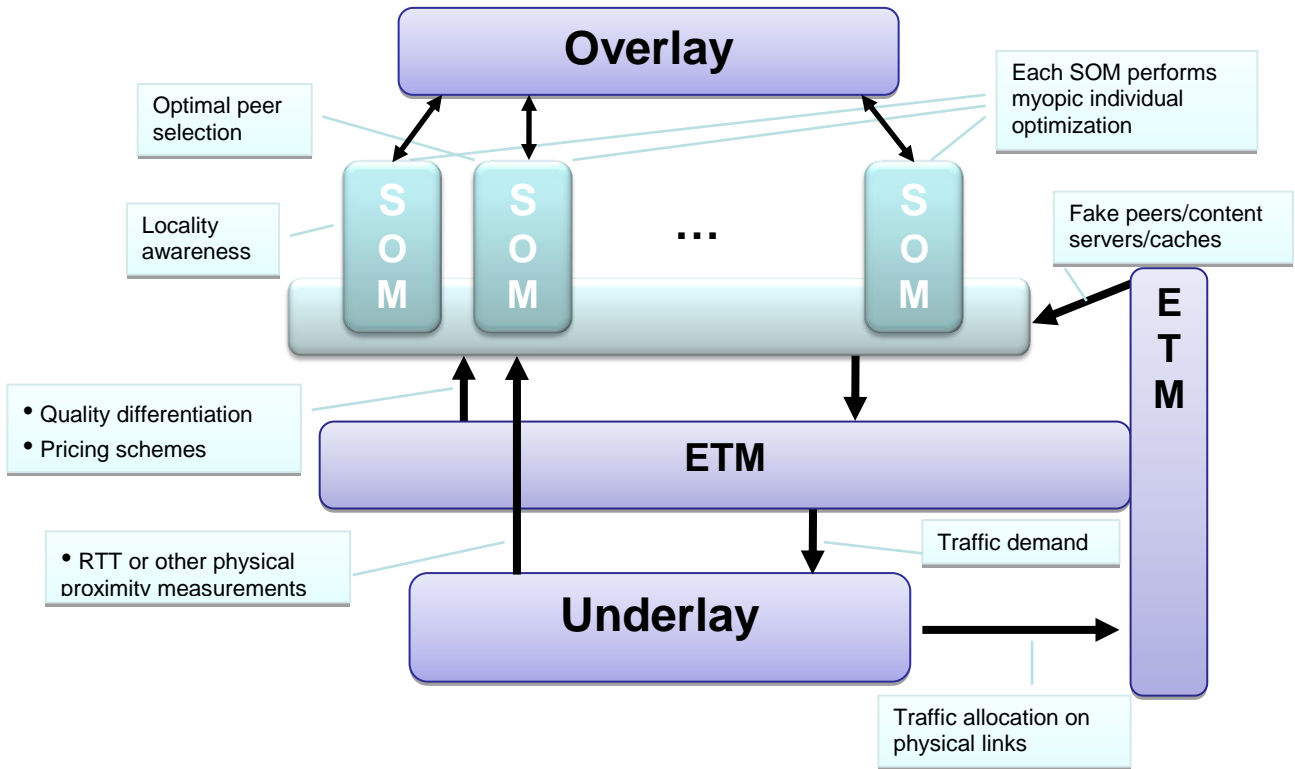 Overlay
Optimal peer
selection
Each SOM performs
myopic individual
optimization
S
O
M
S
O
M
...
S
O
M
Locality
awareness
Fake peers/content
servers/caches
E
T
M
• Quality differentiation
• Pricing schemes
ETM
• RTT or other physical
proximity measurements
Traffic demand
Underlay
Traffic allocation on
physical links